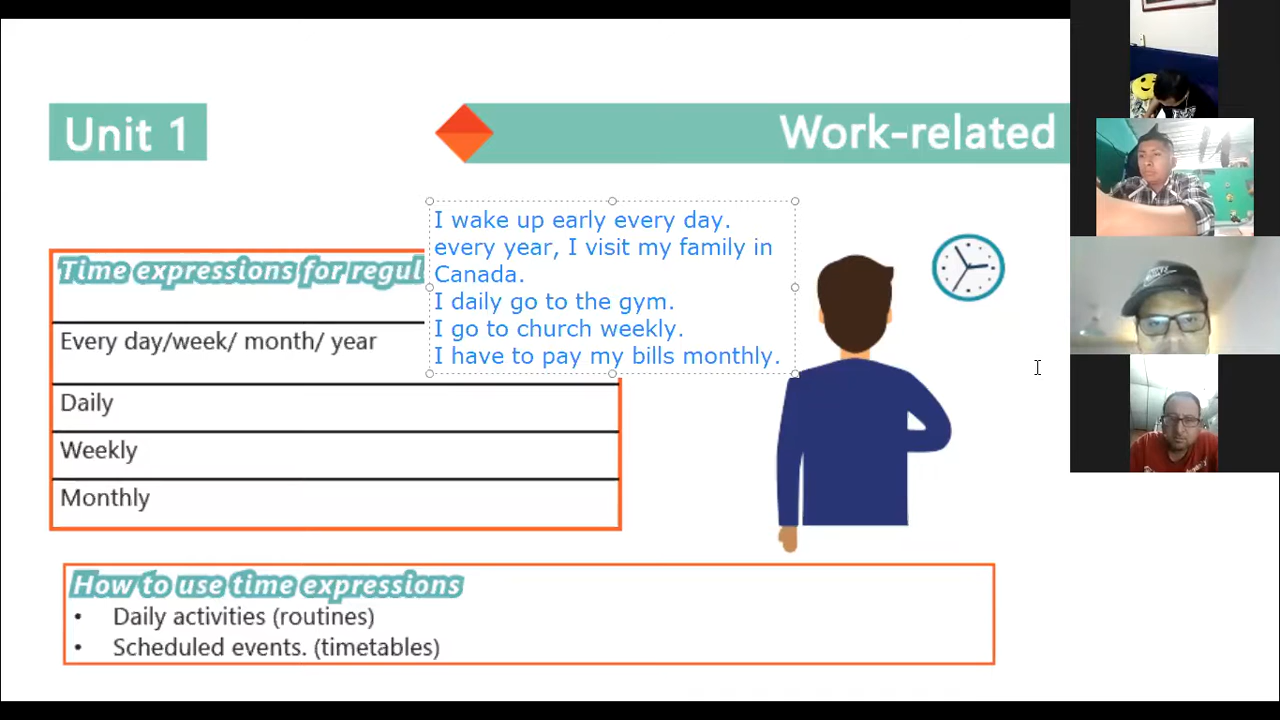 Unit 1
Work-related
I wake up early every day.
every year, I visit my family in
Canada.
I daily go to the gym.
I go to church weekly.
I have to pay my bills monthly.
Time expressions for regul
Every day/week/ month/ year
Daily
Weekly
Monthly
How to use time expressions
• Daily activities (routines)
• Scheduled events. (timetables)